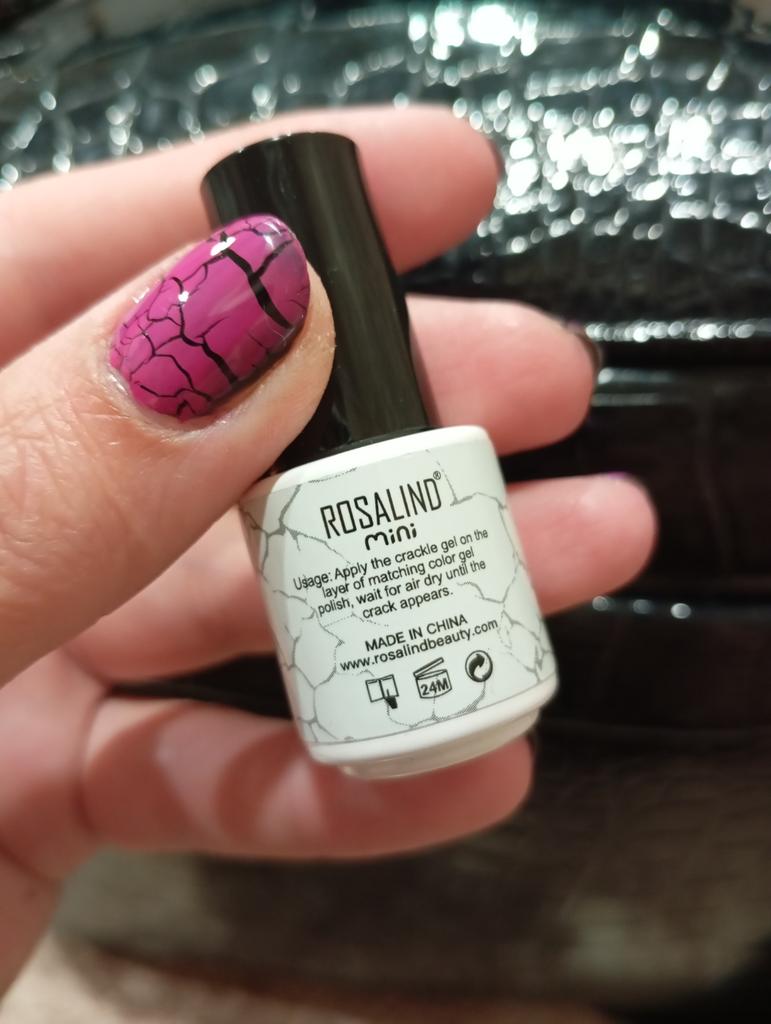 ROSALIND®
mini
Usage: Apply the crackle gel on the
layer of matching color gel
polish, wait for air dry until the
crack appears.
MADE IN CHINA
www.rosalindbeauty.com
24M